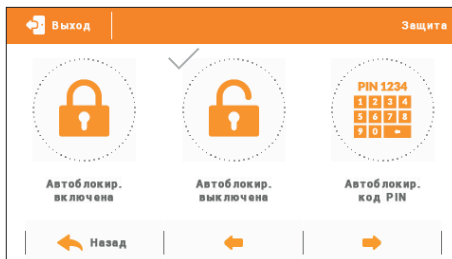 Выход
Защита
PIN 1234
1 2 3 4
5 6 7 8
9 0
Автоблокир.
включена
Автоблокир.
выключена
Автоблокир.
код PIN
Назад